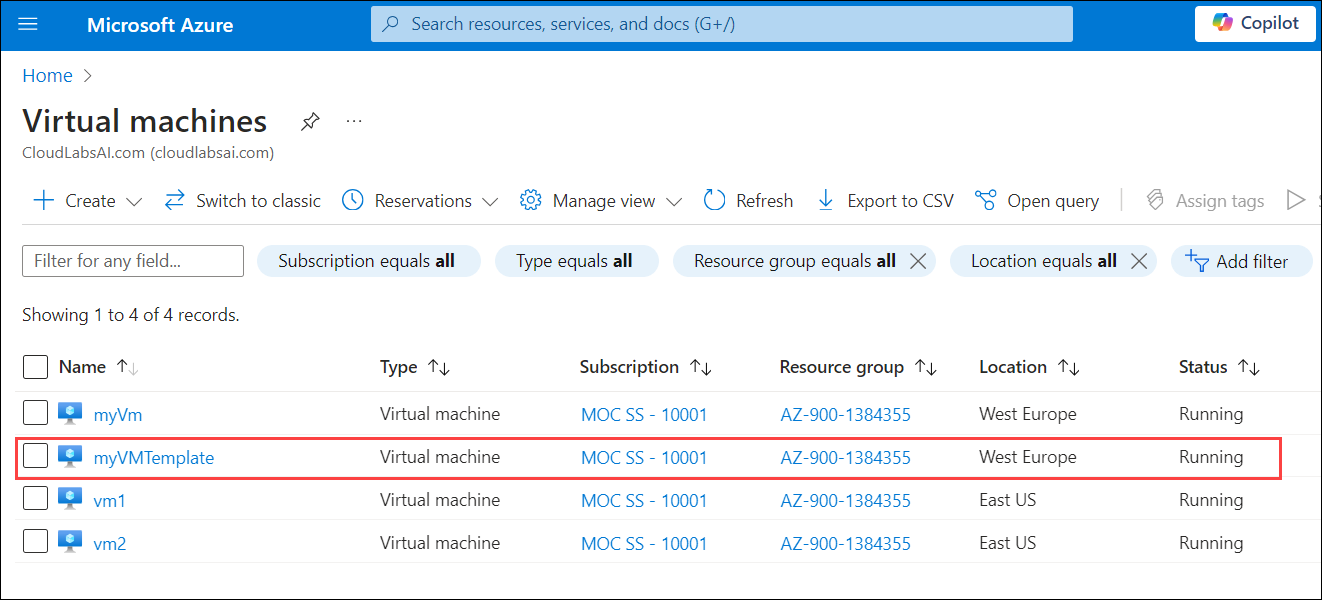 Microsoft Azure Search resources, services, and docs (G+/) Copilot
Home
Virtual machines ...
CloudLabsAI.com (cloudlabsai.com)
Create Switch to classic Reservations Manage view Refresh Export to CSV Open query Assign tags
Filter for any field... Subscription equals all Type equals all Resource group equals all Location equals all Add filter
Showing 1 to 4 of 4 records.
Name Type Subscription Resource group Location Status
myVm Virtual machine MOC SS - 10001 AZ-900-1384355 West Europe Running
myVMTemplate Virtual machine MOC SS - 10001 AZ-900-1384355 West Europe Running
vm1 Virtual machine MOC SS - 10001 AZ-900-1384355 East US Running
vm2 Virtual machine MOC SS - 10001 AZ-900-1384355 East US Running